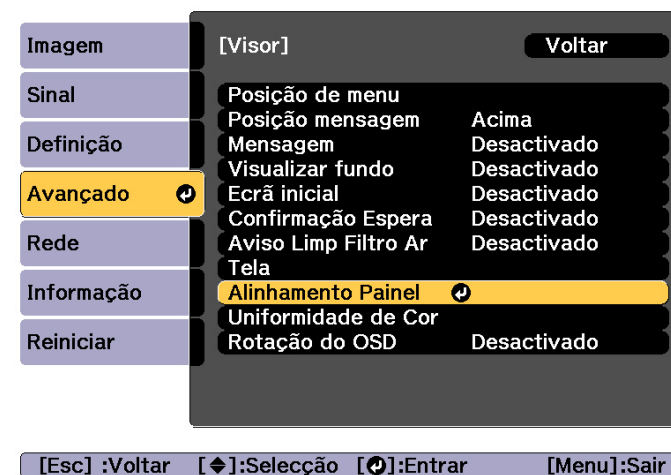 Imagem
Sinal
Definição
Avançado
Rede
Informação
Reiniciar
[Visor] Voltar
Posição de menu
Posição mensagem Acima
Mensagem Desactivado
Visualizar fundo Desactivado
Ecrã inicial Desactivado
Confirmação Espera Desactivado
Aviso Limp Filtro Ar Desactivado
Tela
Alinhamento Painel
Uniformidade de Cor
Rotação do OSD Desactivado
[Esc] :Voltar [◆]:Selecção [↵]:Entrar [Menu]:Sair